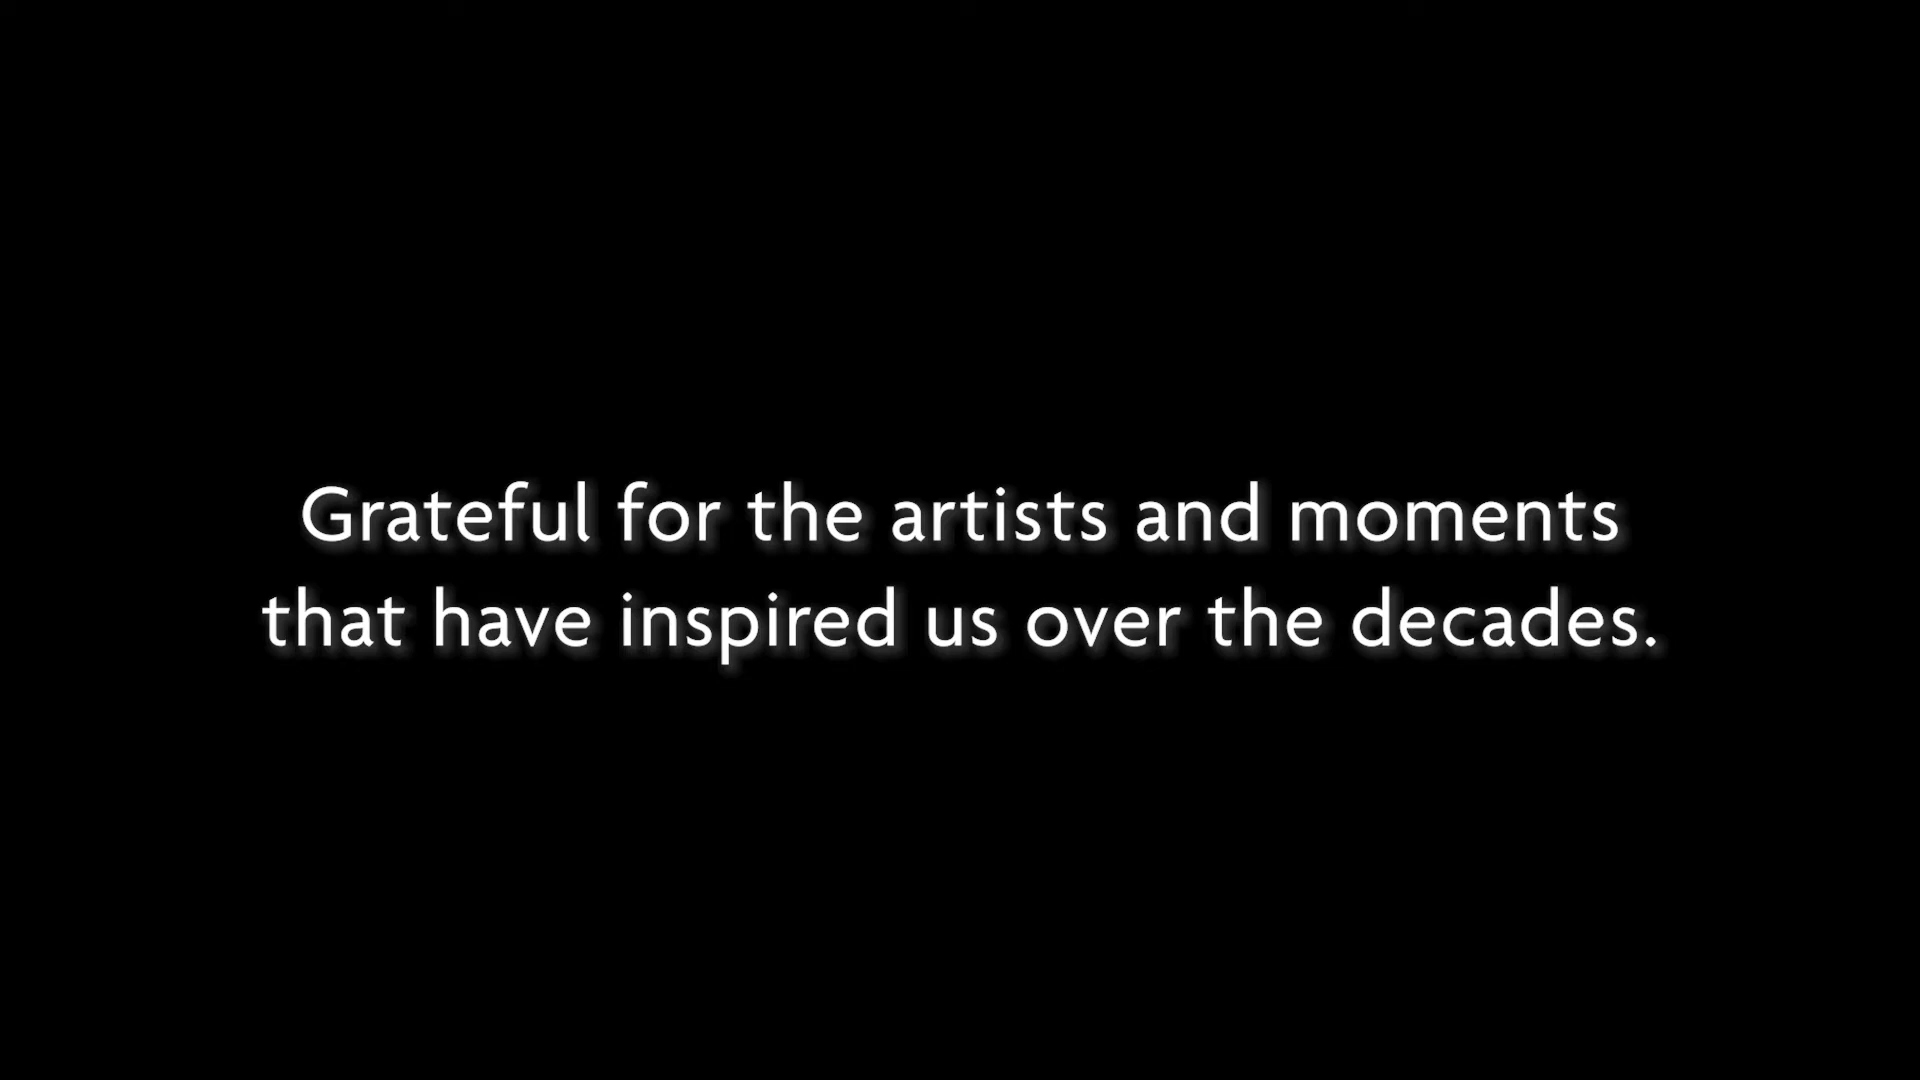 Grateful for the artists and moments
that have inspired us over the decades.